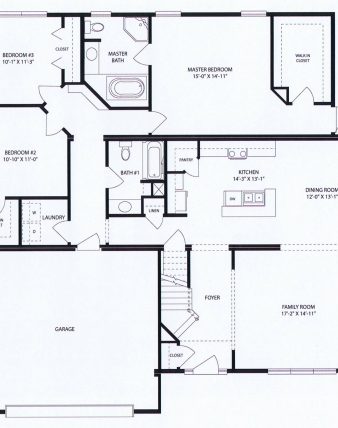 BEDROOM #3
10'-1" X 11'-3"
CLOSET
MASTER
BATH
MASTER BEDROOM
15'-0" X 14'-11"
WALK IN
CLOSET
BEDROOM #2
10'-10" X 11'-0"
BATH #1
PANTRY
KITCHEN
14'-3" X 13'-1"
DW
DINING ROOM
12'-0" X 13'-1"
LINEN
W
D
LAUNDRY
FOYER
FAMILY ROOM
17'-2" X 14'-11"
GARAGE
CLOSET